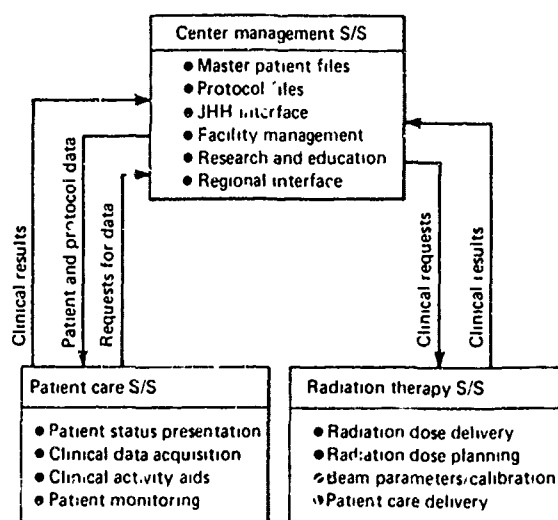 Center management S/S
● Master patient files
● Protocol files
● JHH interface
● Facility management
● Research and education
● Regional interface
Clinical results
Patient and protocol data
Requests for data
Clinical requests
Clinical results
Patient care S/S
● Patient status presentation
● Clinical data acquisition
● Clinical activity aids
● Patient monitoring
Radiation therapy S/S
● Radiation dose delivery
● Radiation dose planning
● Beam parameters/calibration
● Patient care delivery